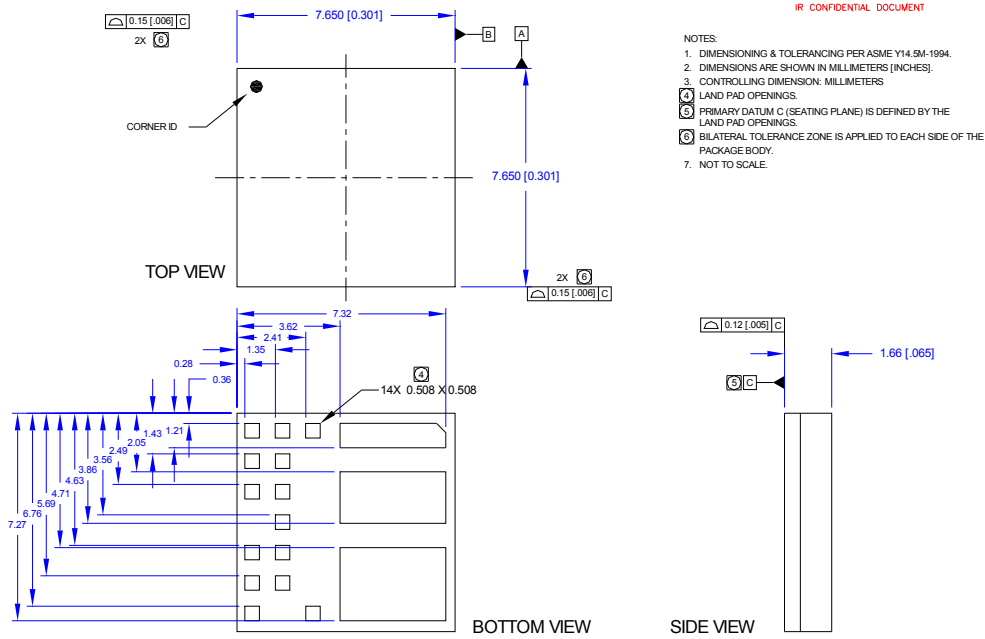 IR CONFIDENTIAL DOCUMENT
0.15 [.006] C
2X 6
7.650 [0.301]
B
A
NOTES:
1. DIMENSIONING & TOLERANCING PER ASME Y14.5M-1994.
2. DIMENSIONS ARE SHOWN IN MILLIMETERS [INCHES].
3. CONTROLLING DIMENSION: MILLIMETERS
4 LAND PAD OPENINGS.
5 PRIMARY DATUM C (SEATING PLANE) IS DEFINED BY THE
LAND PAD OPENINGS.
6 BILATERAL TOLERANCE ZONE IS APPLIED TO EACH SIDE OF THE
PACKAGE BODY.
7. NOT TO SCALE.
CORNER ID
7.650 [0.301]
TOP VIEW
2X 6
0.15 [.006] C
7.32
3.62
2.41
1.35
0.28
0.36
4
14X 0.508 X 0.508
1.43
1.21
2.05
2.49
3.56
3.86
4.63
4.71
5.69
6.76
7.27
BOTTOM VIEW
0.12 [.005] C
1.66 [.065]
5 C
SIDE VIEW